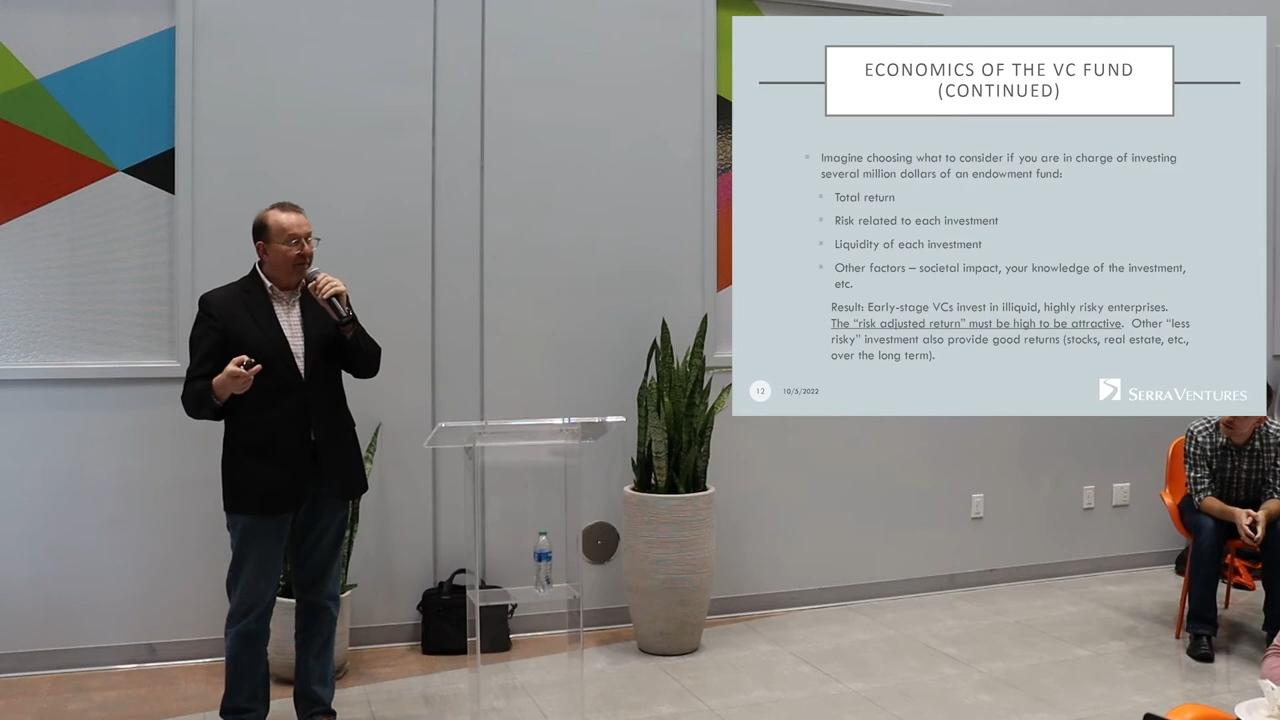 ECONOMICS OF THE VC FUND
(CONTINUED)
Imagine choosing what to consider if you are in charge of investing
several million dollars of an endowment fund:
Total return
Risk related to each investment
Liquidity of each investment
Other factors – societal impact, your knowledge of the investment,
etc.
Result: Early-stage VCs invest in illiquid, highly risky enterprises.
The “risk adjusted return” must be high to be attractive. Other “less
risky” investment also provide good returns (stocks, real estate, etc.,
over the long term).
12 10/5/2022
SERRAVENTURES